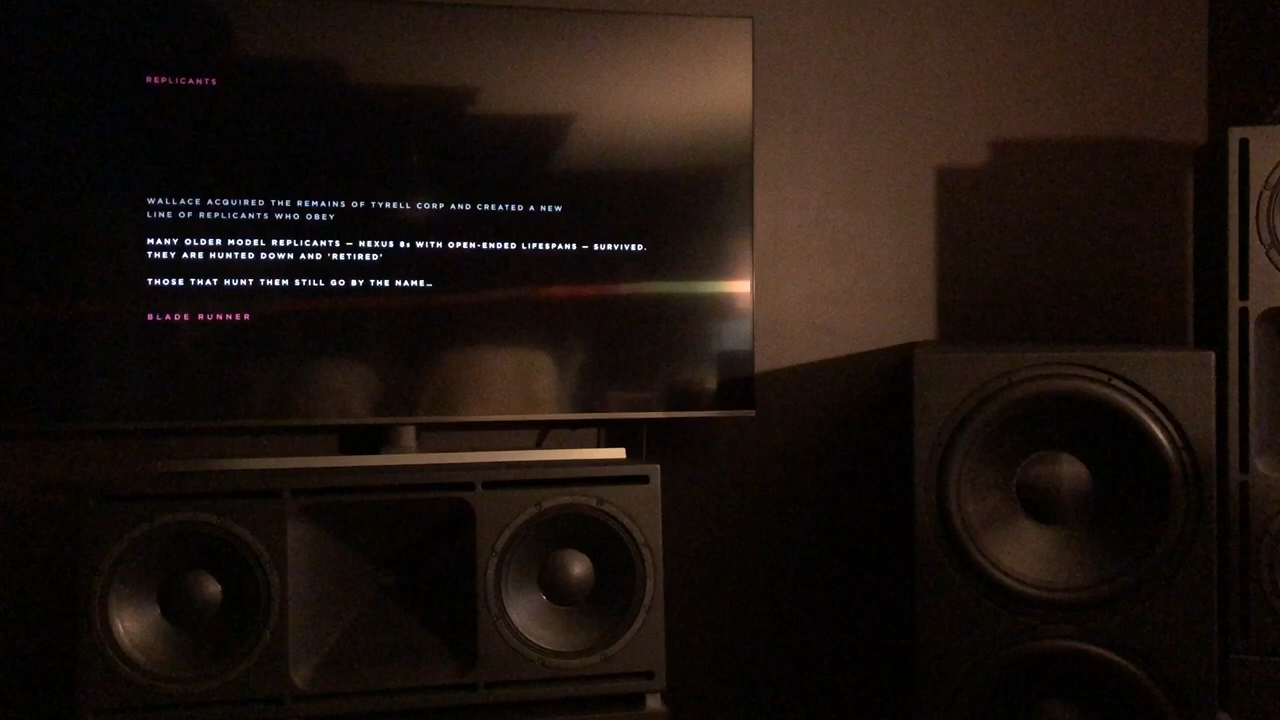 REPLICANTS
WALLACE ACQUIRED THE REMAINS OF TYRELL CORP AND CREATED A NEW
LINE OF REPLICANTS WHO OBEY
MANY OLDER MODEL REPLICANTS — NEXUS 8s WITH OPEN-ENDED LIFESPANS — SURVIVED.
THEY ARE HUNTED DOWN AND 'RETIRED'
THOSE THAT HUNT THEM STILL GO BY THE NAME…
BLADE RUNNER